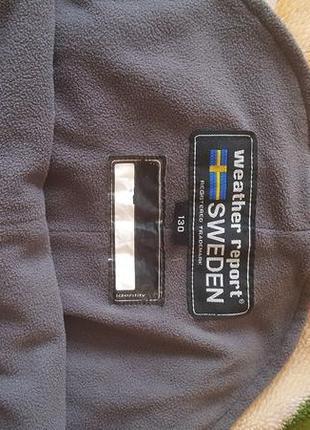 weather report®
REGISTERED TRADEMARK
SWEDEN
130